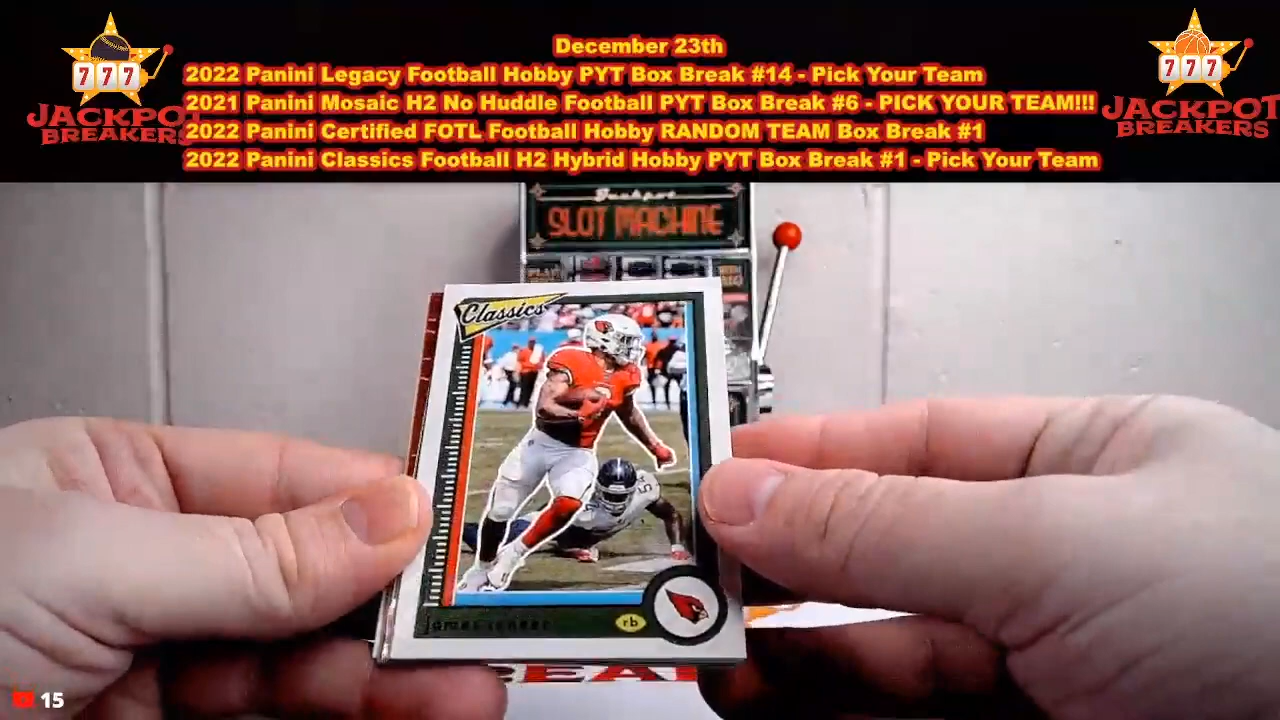 December 23th
2022 Panini Legacy Football Hobby PYT Box Break #14 - Pick Your Team
2021 Panini Mosaic H2 No Huddle Football PYT Box Break #6 - PICK YOUR TEAM!!!
2022 Panini Certified FOTL Football Hobby RANDOM TEAM Box Break #1
2022 Panini Classics Football H2 Hybrid Hobby PYT Box Break #1 - Pick Your Team
777
JACKPOT
BREAKERS
777
JACKPOT
BREAKERS
Jackpot
SLOT MACHINE
Classics
james conner
rb
15